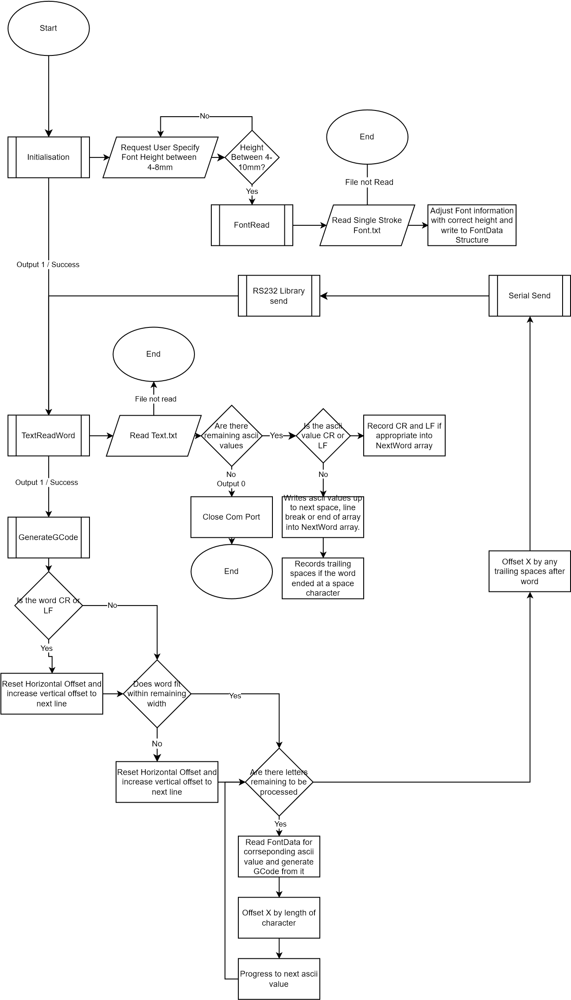 Start
No
Initialisation
Request User Specify
Font Height between
4-8mm
Height
Between 4-
10mm?
End
File not Read
Yes
FontRead
Read Single Stroke
Font.txt
Adjust Font information
with correct height and
write to FontData
Structure
Output 1 / Success
RS232 Library
send
Serial Send
End
File not read
TextReadWord
Read Text.txt
Are there
remaining ascii
values
Yes
Is the ascii
value CR or
LF
Record CR and LF if
appropriate into
NextWord array
No
Output 0
No
Output 1 / Success
Close Com Port
Writes ascii values up
to next space, line
break or end of array
into NextWord array.
GenerateGCode
End
Records trailing
spaces if the word
ended at a space
character
Offset X by any
trailing spaces after
word
Is the word CR or
LF
No
Yes
Reset Horizontal Offset and
increase vertical offset to
next line
Does word fit
within remaining
width
Yes
No
Reset Horizontal Offset and
increase vertical offset to
next line
Are there letters
remaining to be
processed
Yes
Read FontData for
corrseponding ascii
value and generate
GCode from it
Offset X by length of
character
Progress to next ascii
value